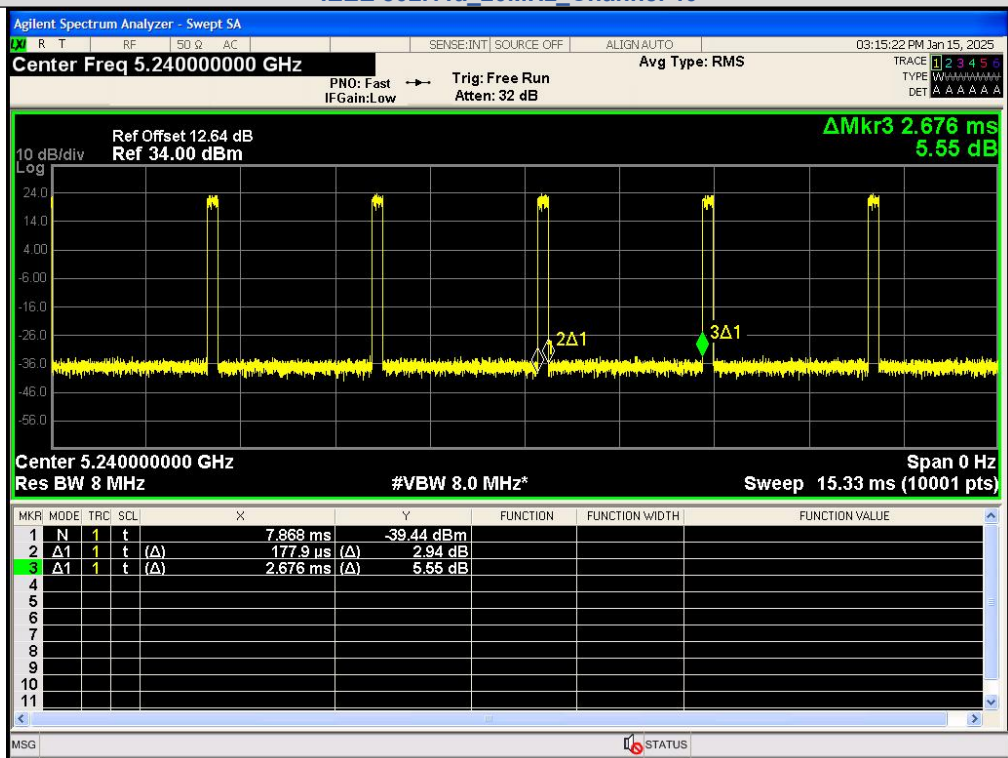 Agilent Spectrum Analyzer - Swept SA
LXI R T RF 50 Ω AC SENSE:INT SOURCE OFF ALIGN AUTO 03:15:22 PM Jan 15, 2025
Center Freq 5.240000000 GHz Avg Type: RMS TRACE 1 2 3 4 5 6
PNO: Fast Trig: Free Run TYPE
IFGain:Low Atten: 32 dB DET A A A A A A
ΔMkr3 2.676 ms
5.55 dB
Ref Offset 12.64 dB
10 dB/div Ref 34.00 dBm
Log
24.0
14.0
4.00
-6.00
-16.0
-26.0
2Δ1
3Δ1
-36.0
-46.0
-56.0
Center 5.240000000 GHz Span 0 Hz
Res BW 8 MHz #VBW 8.0 MHz* Sweep 15.33 ms (10001 pts)
MKR MODE TRC SCL X Y FUNCTION FUNCTION WIDTH FUNCTION VALUE
1 N 1 t 7.868 ms -39.44 dBm
2 Δ1 1 t (Δ) 177.9 µs (Δ) 2.94 dB
3 Δ1 1 t (Δ) 2.676 ms (Δ) 5.55 dB
4
5
6
7
8
9
10
11
MSG STATUS